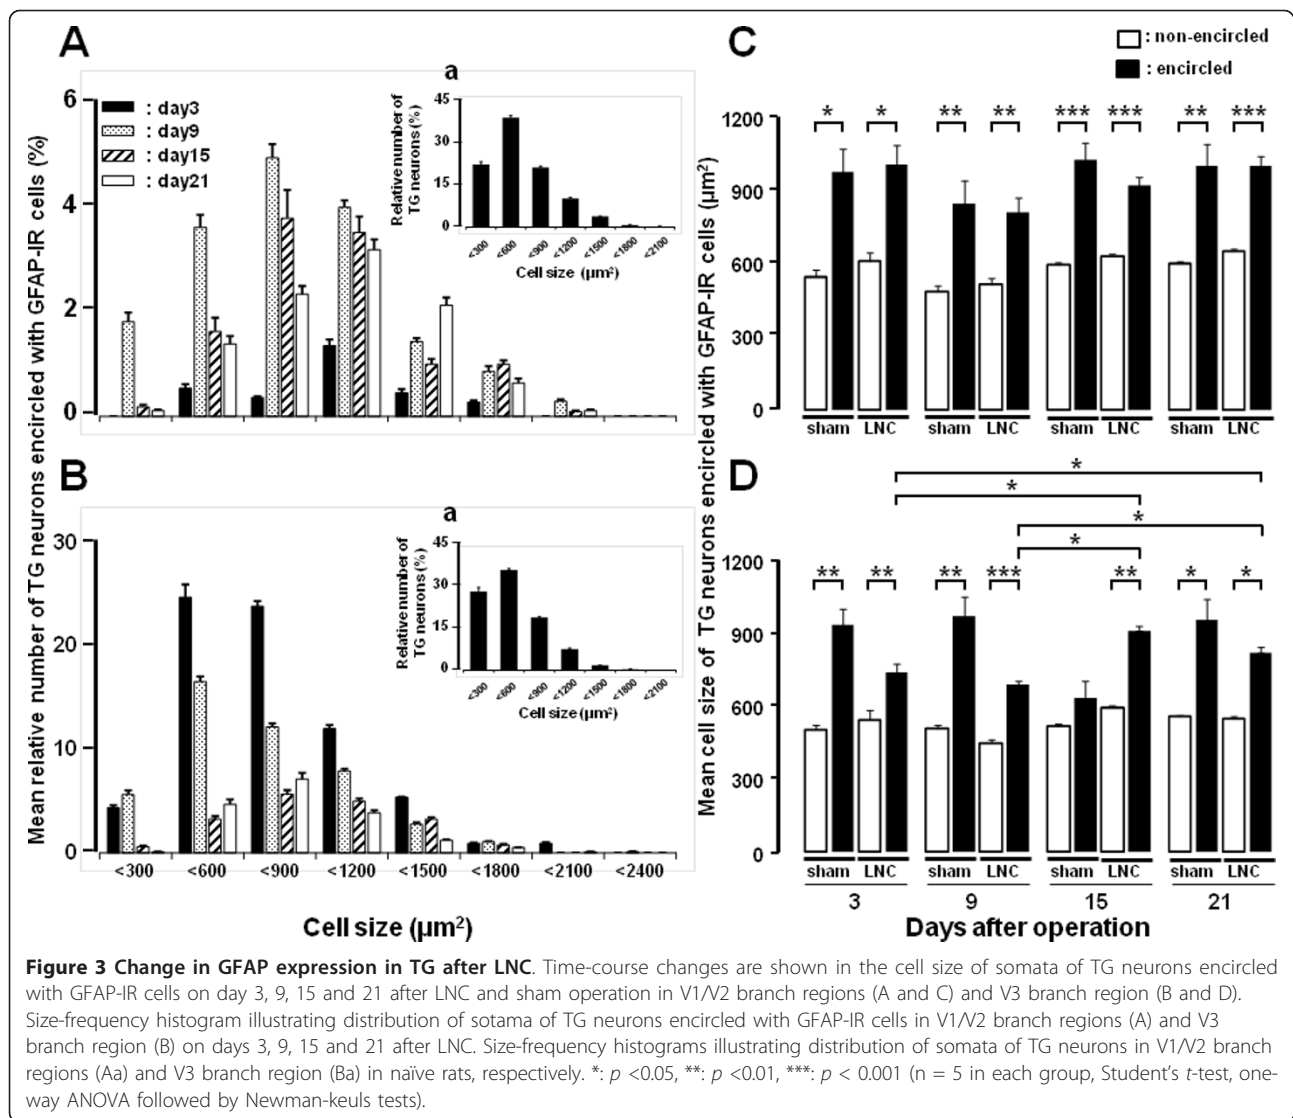 A
C
: non-encircled
: encircled
Mean relative number of TG neurons encircled with GFAP-IR cells (%)
6
4
2
0
: day3
: day9
: day15
: day21
a
Relative number of
TG neurons (%)
45
30
15
0
<300 <600 <900 <1200 <1500 <1800 <2100
Cell size (µm²)
Mean cell size of TG neurons encircled with GFAP-IR cells (µm²)
1200
900
600
300
0
* * ** ** *** *** ** ***
sham LNC sham LNC sham LNC sham LNC
B
30
20
10
0
a
Relative number of
TG neurons (%)
45
30
15
0
<300 <600 <900 <1200 <1500 <1800 <2100
Cell size (µm²)
<300 <600 <900 <1200 <1500 <1800 <2100 <2400
Cell size (µm²)
D
*
*
*
*
1200
900
600
300
0
** ** ** *** ** * *
sham LNC sham LNC sham LNC sham LNC
3 9 15 21
Days after operation
Figure 3 Change in GFAP expression in TG after LNC. Time-course changes are shown in the cell size of somata of TG neurons encircled
with GFAP-IR cells on day 3, 9, 15 and 21 after LNC and sham operation in V1/V2 branch regions (A and C) and V3 branch region (B and D).
Size-frequency histogram illustrating distribution of sotama of TG neurons encircled with GFAP-IR cells in V1/V2 branch regions (A) and V3
branch region (B) on days 3, 9, 15 and 21 after LNC. Size-frequency histograms illustrating distribution of somata of TG neurons in V1/V2 branch
regions (Aa) and V3 branch region (Ba) in naïve rats, respectively. *: p <0.05, **: p <0.01, ***: p < 0.001 (n = 5 in each group, Student's t-test, one-
way ANOVA followed by Newman-keuls tests).